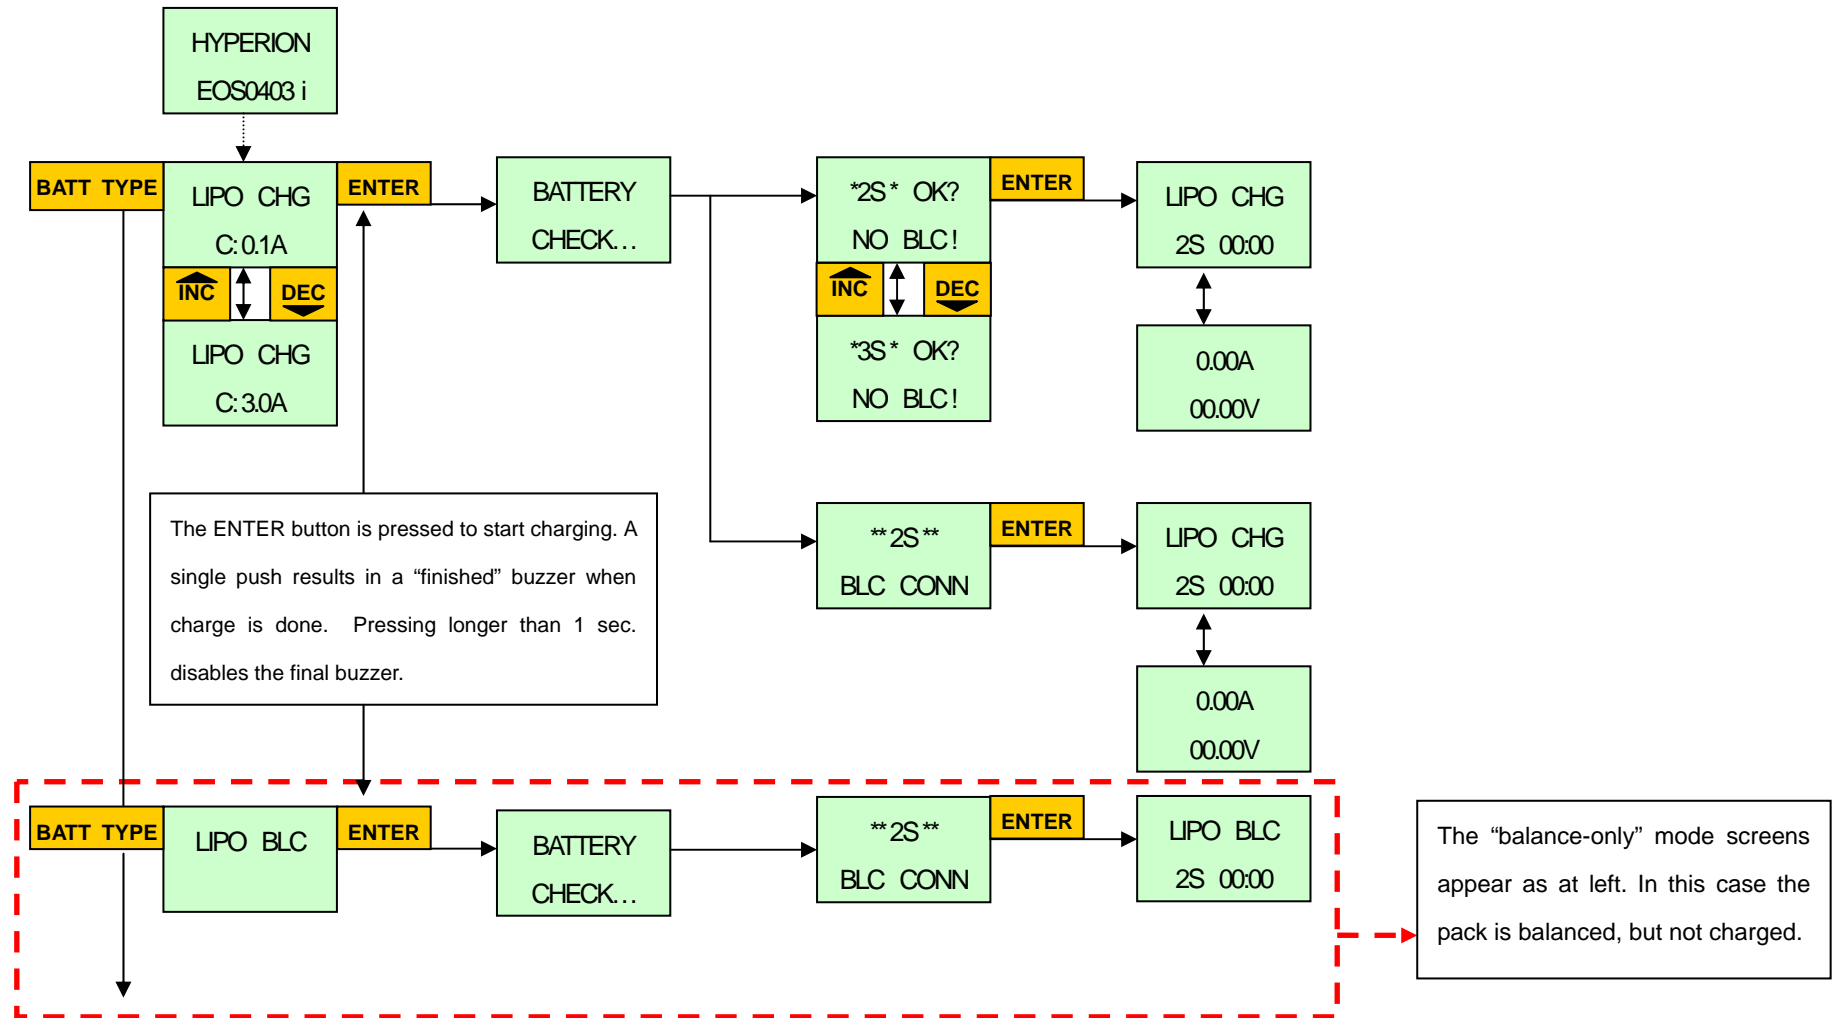 HYPERION
EOS0403 i
BATT TYPE
LIPO CHG
C:0.1A
ENTER
INC
DEC
LIPO CHG
C:3.0A
BATTERY
CHECK…
*2S* OK?
NO BLC!
ENTER
INC
DEC
*3S* OK?
NO BLC!
LIPO CHG
2S 00:00
0.00A
00.00V
The ENTER button is pressed to start charging. A
single push results in a “finished” buzzer when
charge is done. Pressing longer than 1 sec.
disables the final buzzer.
**2S**
BLC CONN
ENTER
LIPO CHG
2S 00:00
0.00A
00.00V
BATT TYPE
LIPO BLC
ENTER
BATTERY
CHECK…
**2S**
BLC CONN
ENTER
LIPO BLC
2S 00:00
The “balance-only” mode screens
appear as at left. In this case the
pack is balanced, but not charged.